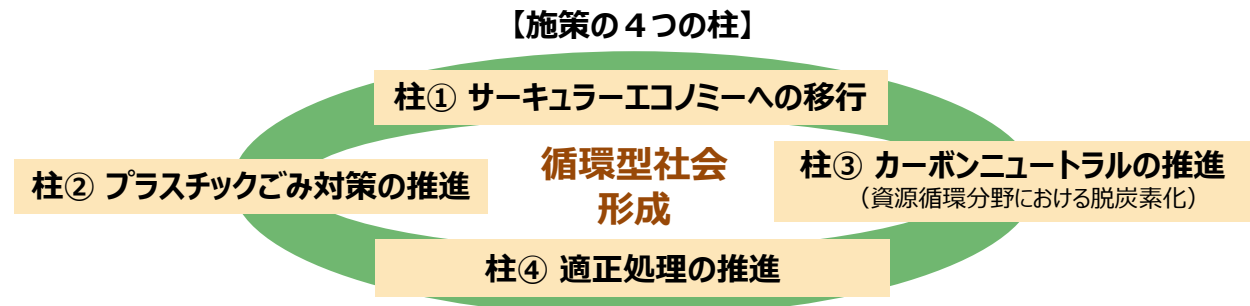 【施策の４つの柱】
柱① サーキュラーエコノミーへの移行
循環型社会
形成
柱② プラスチックごみ対策の推進
柱③ カーボンニュートラルの推進
（資源循環分野における脱炭素化）
柱④ 適正処理の推進